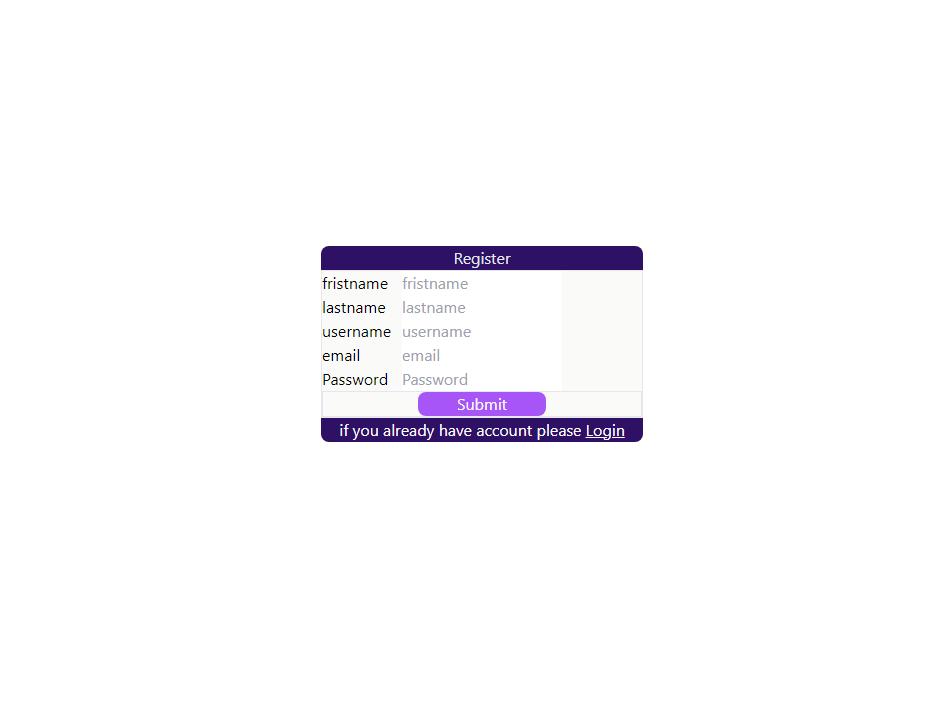 Register
fristname fristname
lastname lastname
username username
email email
Password Password
Submit
if you already have account please Login